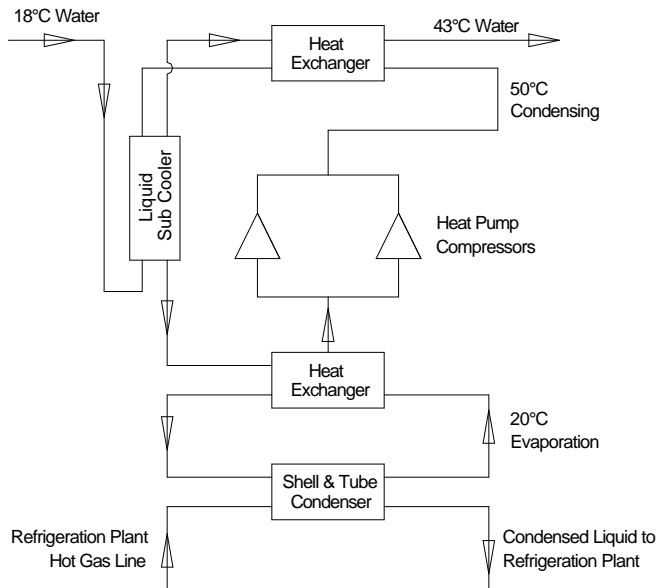 18°C Water
43°C Water
Heat
Exchanger
50°C
Condensing
Liquid
Sub Cooler
Heat Pump
Compressors
Heat
Exchanger
20°C
Evaporation
Shell & Tube
Condenser
Refrigeration Plant
Hot Gas Line
Condensed Liquid to
Refrigeration Plant